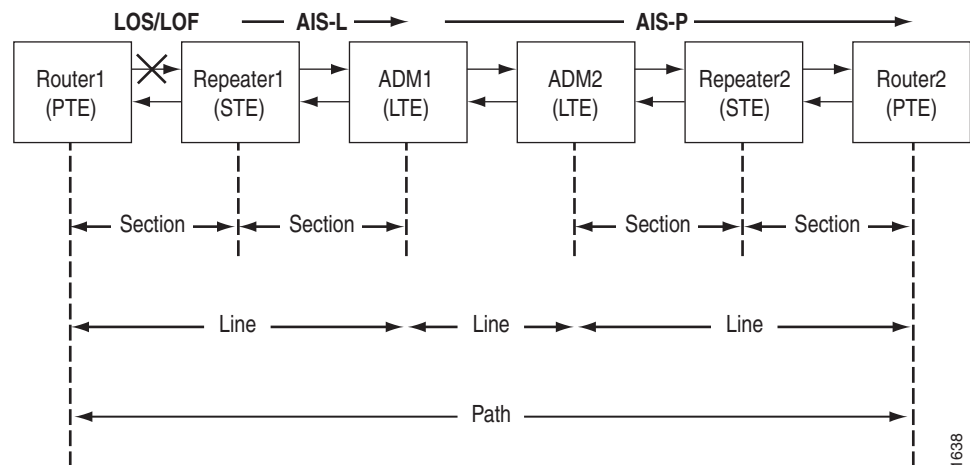 LOS/LOF AIS-L AIS-P
Router1 (PTE)
Repeater1 (STE)
ADM1 (LTE)
ADM2 (LTE)
Repeater2 (STE)
Router2 (PTE)
Section Section Section Section
Line Line Line
Path
1638